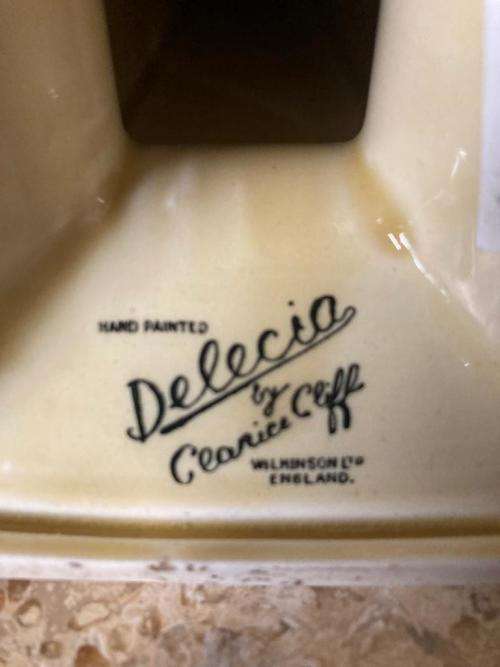 HAND PAINTED
Delecia
by
Clarice Cliff
WILKINSON LTD
ENGLAND.